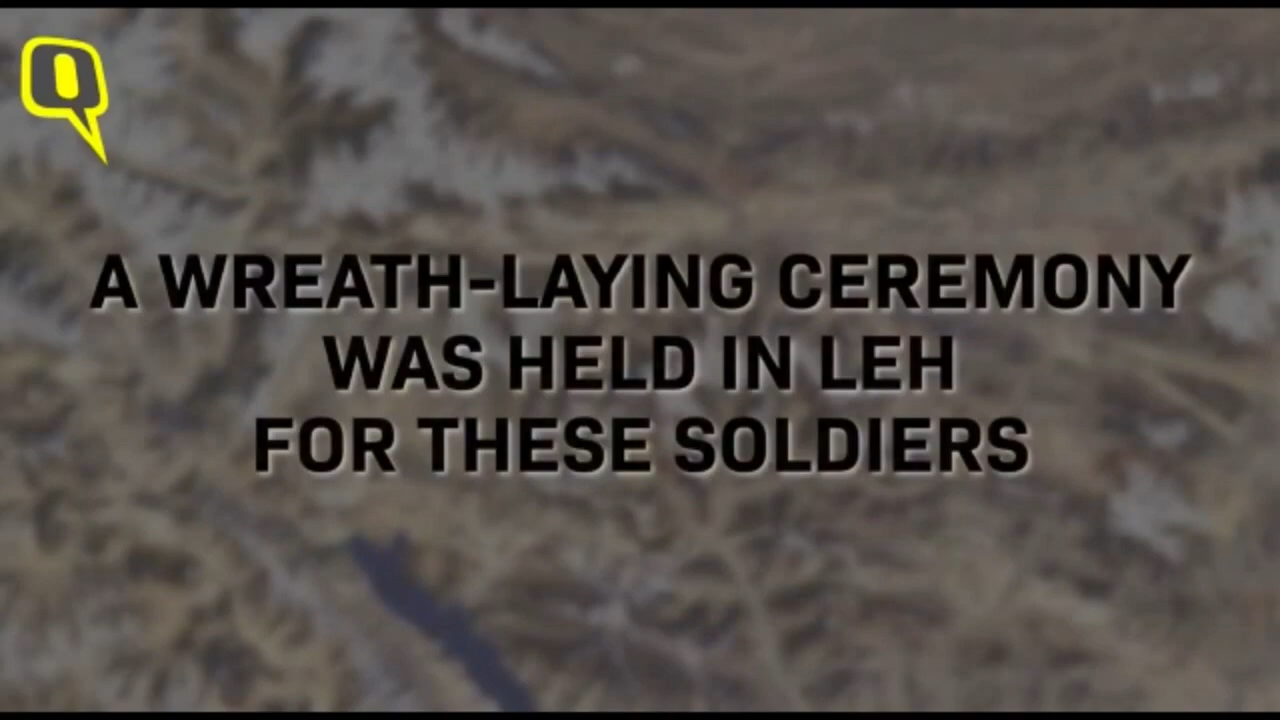 Q
A WREATH-LAYING CEREMONY
WAS HELD IN LEH
FOR THESE SOLDIERS